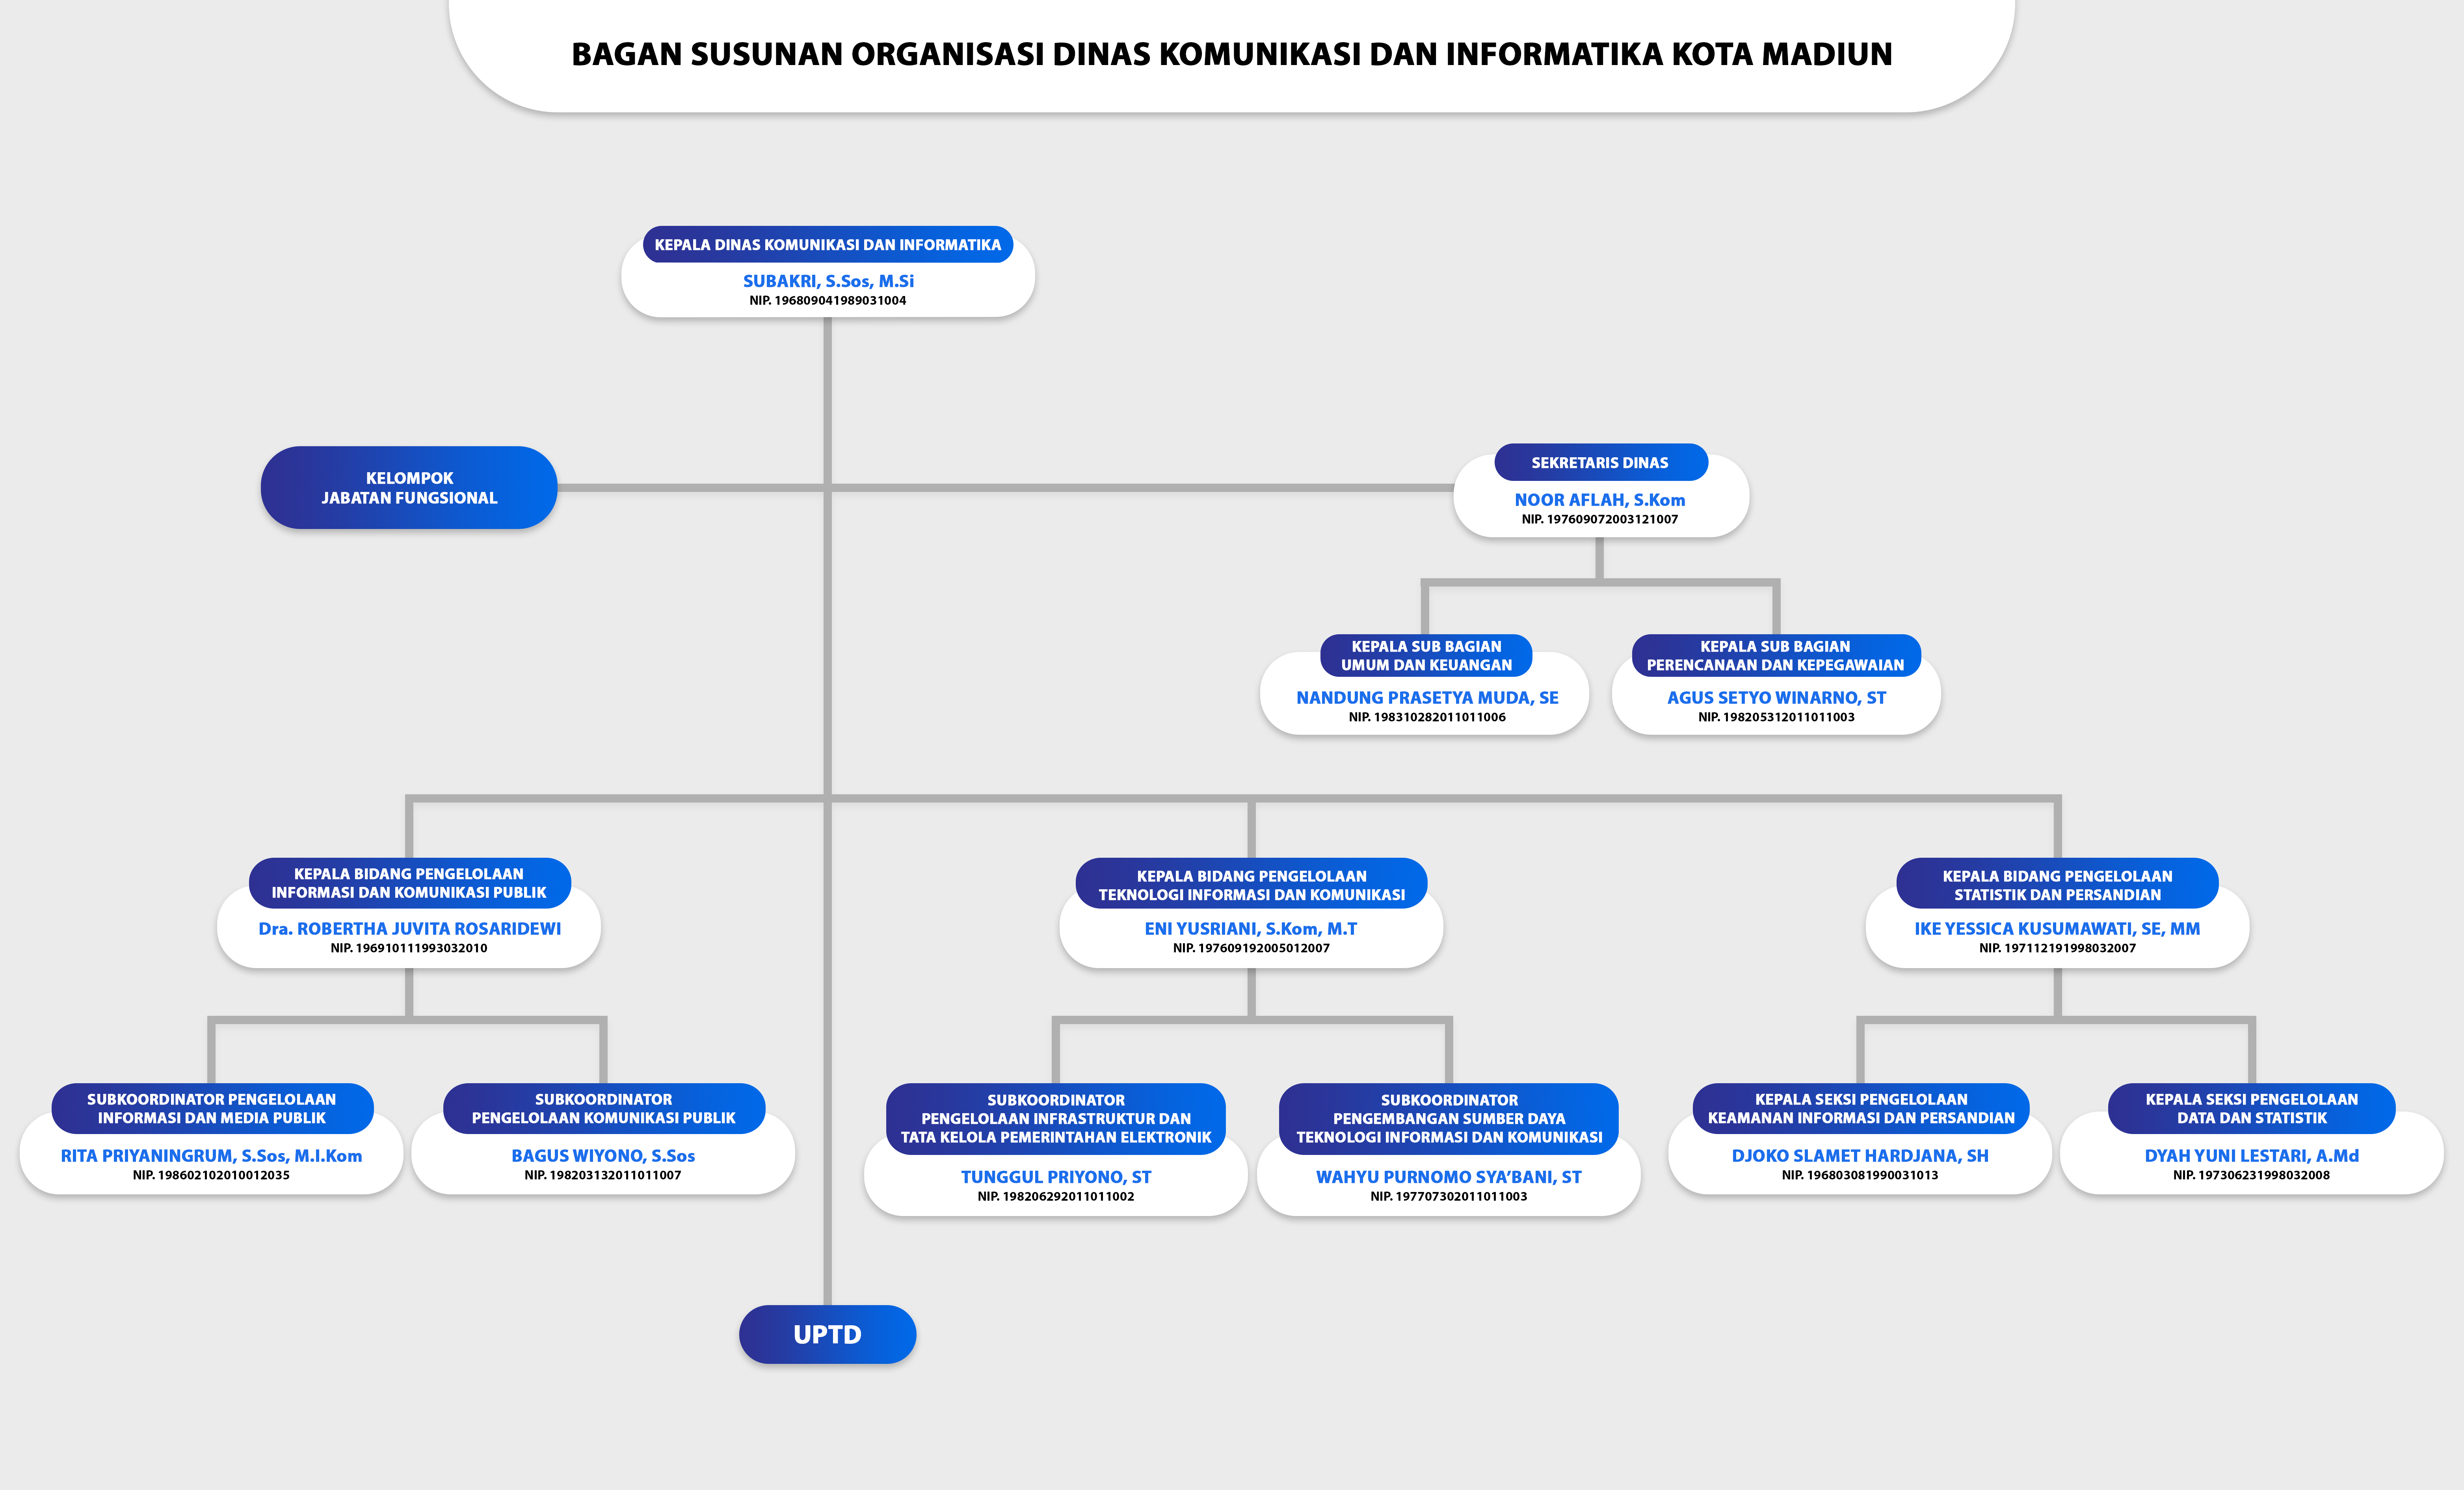 BAGAN SUSUNAN ORGANISASI DINAS KOMUNIKASI DAN INFORMATIKA KOTA MADIUN
KEPALA DINAS KOMUNIKASI DAN INFORMATIKA
SUBAKRI, S.Sos, M.Si
NIP. 196809041989031004
KELOMPOK
JABATAN FUNGSIONAL
SEKRETARIS DINAS
NOOR AFLAH, S.Kom
NIP. 197609072003121007
KEPALA SUB BAGIAN
UMUM DAN KEUANGAN
NANDUNG PRASETYA MUDA, SE
NIP. 198310282011011006
KEPALA SUB BAGIAN
PERENCANAAN DAN KEPEGAWAIAN
AGUS SETYO WINARNO, ST
NIP. 198205312011011003
KEPALA BIDANG PENGELOLAAN
INFORMASI DAN KOMUNIKASI PUBLIK
Dra. ROBERTHA JUVITA ROSARIDEWI
NIP. 196910111993032010
KEPALA BIDANG PENGELOLAAN
TEKNOLOGI INFORMASI DAN KOMUNIKASI
ENI YUSRIANI, S.Kom, M.T
NIP. 197609192005012007
KEPALA BIDANG PENGELOLAAN
STATISTIK DAN PERSANDIAN
IKE YESSICA KUSUMAWATI, SE, MM
NIP. 197112191998032007
SUBKOORDINATOR PENGELOLAAN
INFORMASI DAN MEDIA PUBLIK
RITA PRIYANINGRUM, S.Sos, M.I.Kom
NIP. 198602102010012035
SUBKOORDINATOR
PENGELOLAAN KOMUNIKASI PUBLIK
BAGUS WIYONO, S.Sos
NIP. 198203132011011007
SUBKOORDINATOR
PENGELOLAAN INFRASTRUKTUR DAN
TATA KELOLA PEMERINTAHAN ELEKTRONIK
TUNGGUL PRIYONO, ST
NIP. 198206292011011002
SUBKOORDINATOR
PENGEMBANGAN SUMBER DAYA
TEKNOLOGI INFORMASI DAN KOMUNIKASI
WAHYU PURNOMO SYA’BANI, ST
NIP. 197707302011011003
KEPALA SEKSI PENGELOLAAN
KEAMANAN INFORMASI DAN PERSANDIAN
DJOKO SLAMET HARDJANA, SH
NIP. 196803081990031013
KEPALA SEKSI PENGELOLAAN
DATA DAN STATISTIK
DYAH YUNI LESTARI, A.Md
NIP. 197306231998032008
UPTD